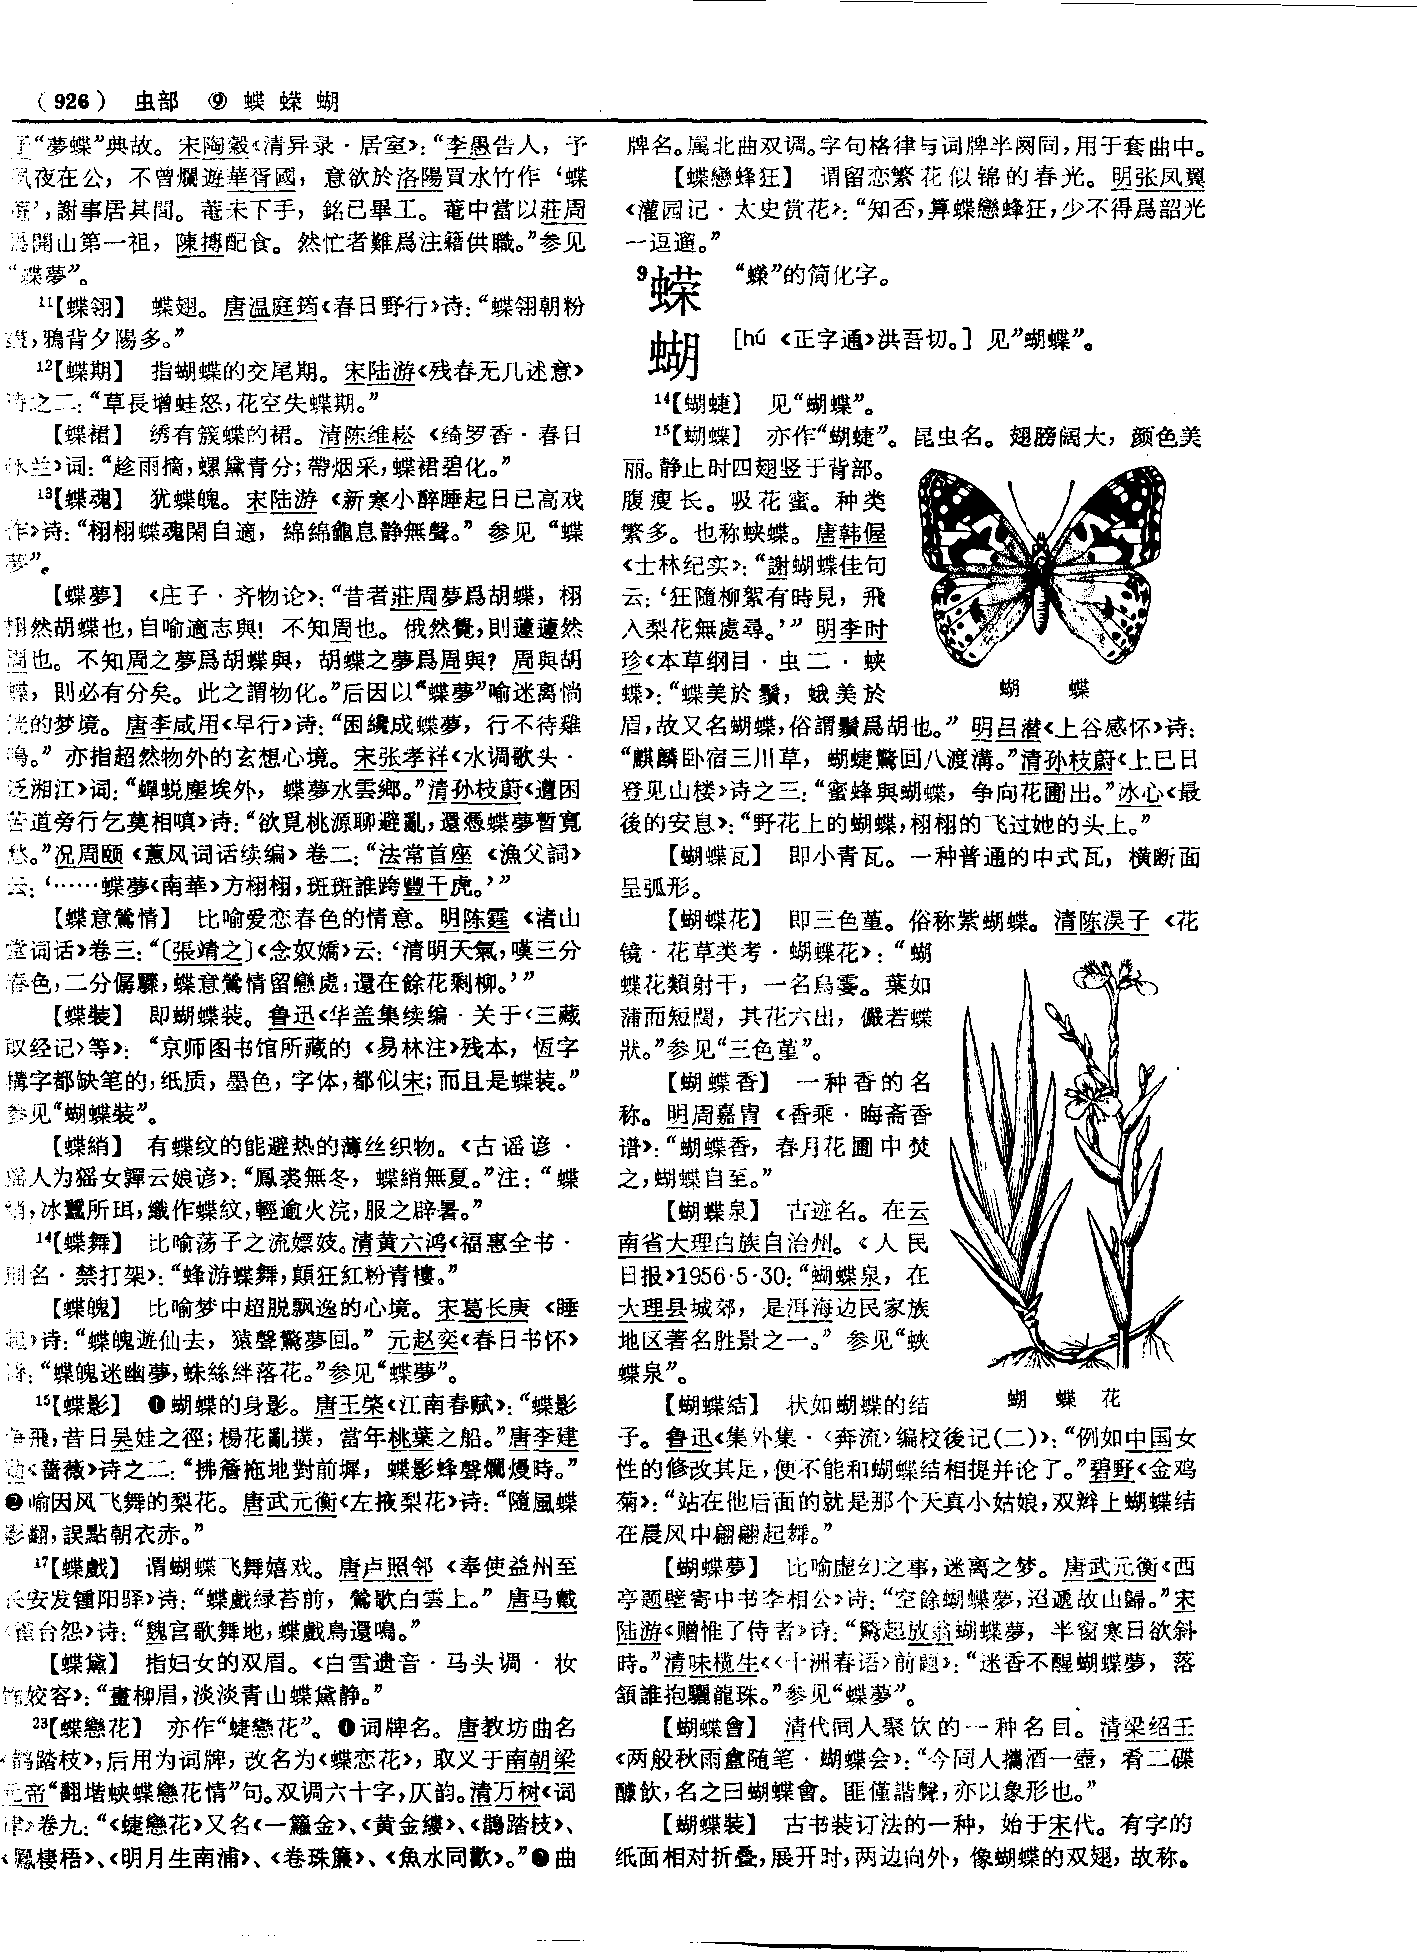 （926） 虫部 ⑨ 蝶 蝾 蝴
子“夢蝶”典故。宋陶穀《清异录·居室》：“李愚告人，予
夙夜在公，不曾爛遊華胥國，意欲於洛陽買水竹作‘蝶
菴’，謝事居其間。菴未下手，銘已畢工。菴中當以莊周
爲開山第一祖，陳摶配食。然忙者難爲注籍供職。”参见
“蝶夢”。
11【蝶翎】 蝶翅。唐温庭筠《春日野行》诗：“蝶翎朝粉
，鴉背夕陽多。”
12【蝶期】 指蝴蝶的交尾期。宋陆游《残春无几述意》
诗之二：“草長增蛙怒，花空失蝶期。”
【蝶裙】 绣有簇蝶的裙。清陈维崧《绮罗香·春日
冰兰》词：“趁雨摘，螺黛青分；帶烟采，蝶裙碧化。”
13【蝶魂】 犹蝶魄。宋陆游《新寒小醉睡起日已高戏
作》诗：“栩栩蝶魂閑自適，綿綿龜息静無聲。”参见“蝶
夢”。
【蝶夢】 《庄子·齐物论》：“昔者莊周夢爲胡蝶，栩
栩然胡蝶也，自喻適志與！不知周也。俄然覺，則蘧蘧然
周也。不知周之夢爲胡蝶與，胡蝶之夢爲周與？周與胡
蝶，則必有分矣。此之謂物化。”后因以“蝶夢”喻迷离惝
恍的梦境。唐李咸用《早行》诗：“困纔成蝶夢，行不待雞
鳴。”亦指超然物外的玄想心境。宋张孝祥《水调歌头·
泛湘江》词：“蟬蜕塵埃外，蝶夢水雲鄉。”清孙枝蔚《遭困
苦道旁行乞莫相嗔》诗：“欲覓桃源聊避亂，還憑蝶夢暫寬
愁。”况周颐《蕙风词话续编》卷二：“法常首座《漁父詞》
云：‘……蝶夢《南華》方栩栩，斑斑誰跨豐干虎。’”
【蝶意鶯情】 比喻爱恋春色的情意。明陈霆《渚山
堂词话》卷三：“〔張靖之〕《念奴嬌》云：‘清明天氣，嘆三分
春色，二分僝驟，蝶意鶯情留戀處，還在餘花剩柳。’”
【蝶裝】 即蝴蝶装。鲁迅《华盖集续编·关于〈三藏
取经记〉等》：“京师图书馆所藏的《易林注》残本，恆字
構字都缺笔的，纸质，墨色，字体，都似宋；而且是蝶装。”
参见“蝴蝶裝”。
【蝶綃】 有蝶纹的能避热的薄丝织物。《古谣谚·
猺人为猺女譚云娘谚》：“鳳裘無冬，蝶綃無夏。”注：“蝶
綃，冰蠶所珥，織作蝶紋，輕逾火浣，服之辟暑。”
14【蝶舞】 比喻荡子之流嫖妓。清黄六鸿《福惠全书·
刑名·禁打架》：“蜂游蝶舞，顛狂紅粉青樓。”
【蝶魄】 比喻梦中超脱飘逸的心境。宋葛长庚《睡
起》诗：“蝶魄遊仙去，猿聲驚夢回。”元赵奕《春日书怀》
诗：“蝶魄迷幽夢，蛛絲絆落花。”参见“蝶夢”。
15【蝶影】 ❶蝴蝶的身影。唐王棨《江南春赋》：“蝶影
争飛，昔日吴娃之徑；楊花亂撲，當年桃葉之船。”唐李建
勋《蔷薇》诗之二：“拂簷拖地對前墀，蝶影蜂聲爛熳時。”
❷喻因风飞舞的梨花。唐武元衡《左掖梨花》诗：“隨風蝶
影翻，誤點朝衣赤。”
17【蝶戲】 谓蝴蝶飞舞嬉戏。唐卢照邻《奉使益州至
长安发锺阳驿》诗：“蝶戲绿苔前，鶯歌白雲上。”唐马戴
《雀台怨》诗：“魏宫歌舞地，蝶戲鳥還鳴。”
【蝶黛】 指妇女的双眉。《白雪遗音·马头调·妆
饰姣容》：“畫柳眉，淡淡青山蝶黛静。”
23【蝶戀花】 亦作“蜨戀花”。❶词牌名。唐教坊曲名
《鹊踏枝》，后用为词牌，改名为《蝶恋花》，取义于南朝梁
元帝“翻堦蛺蝶戀花情”句。双调六十字，仄韵。清万树《词
律》卷九：“《蜨戀花》又名《一籮金》、《黄金縷》、《鵲踏枝》、
《鳳棲梧》、《明月生南浦》、《卷珠簾》、《魚水同歡》。”❷曲
牌名。属北曲双调。字句格律与词牌半阕同，用于套曲中。
【蝶戀蜂狂】 谓留恋繁花似锦的春光。明张凤翼
《灌园记·太史赏花》：“知否，算蝶戀蜂狂，少不得爲韶光
一逗遛。”
9蝾 “蠑”的简化字。
蝴 [hú 《正字通》洪吾切。]见“蝴蝶”。
14【蝴蜨】 见“蝴蝶”。
15【蝴蝶】 亦作“蝴蜨”。昆虫名。翅膀阔大，颜色美
丽。静止时四翅竖于背部。
腹瘦长。吸花蜜。种类
繁多。也称蛱蝶。唐韩偓
《士林纪实》：“謝蝴蝶佳句
云：‘狂随柳絮有時見，飛
入梨花無處尋。’”明李时
珍《本草纲目·虫二·蛱
蝶》：“蝶美於鬚，蛾美於
眉，故又名蝴蝶，俗謂鬚爲胡也。”明吕潜《上谷感怀》诗：
“麒麟卧宿三川草，蝴蜨驚回八渡溝。”清孙枝蔚《上巳日
登见山楼》诗之三：“蜜蜂與蝴蝶，争向花圃出。”冰心《最
後的安息》：“野花上的蝴蝶，栩栩的飞过她的头上。”
蝴 蝶
【蝴蝶瓦】 即小青瓦。一种普通的中式瓦，横断面
呈弧形。
【蝴蝶花】 即三色堇。俗称紫蝴蝶。清陈淏子《花
镜·花草类考·蝴蝶花》：“蝴
蝶花類射干，一名烏霎。葉如
蒲而短闊，其花六出，儼若蝶
狀。”参见“三色堇”。
【蝴蝶香】 一种香的名
称。明周嘉胄《香乘·晦斋香
谱》：“蝴蝶香，春月花圃中焚
之，蝴蝶自至。”
【蝴蝶泉】 古迹名。在云
南省大理白族自治州。《人民
日报》1956·5·30：“蝴蝶泉，在
大理县城郊，是洱海边民家族
地区著名胜景之一。”参见“蛱
蝶泉”。
【蝴蝶结】 状如蝴蝶的结
蝴 蝶 花
子。鲁迅《集外集·〈奔流〉编校後记（二）》：“例如中国女
性的修改其足，便不能和蝴蝶结相提并论了。”碧野《金鸡
菊》：“站在他后面的就是那个天真小姑娘，双辫上蝴蝶结
在晨风中翩翩起舞。”
【蝴蝶夢】 比喻虚幻之事，迷离之梦。唐武元衡《西
亭题壁寄中书李相公》诗：“空餘蝴蝶夢，迢遞故山歸。”宋
陆游《赠惟了侍者》诗：“驚起放翁蝴蝶夢，半窗寒日欲斜
時。”清味榄生《〈十洲春语〉前题》：“迷香不醒蝴蝶夢，落
頷誰抱驪龍珠。”参见“蝶夢”。
【蝴蝶會】 清代同人聚饮的一种名目。清梁绍壬
《两般秋雨盦随笔·蝴蝶会》：“今同人攜酒一壺，肴二碟
醵飲，名之曰蝴蝶會。匪僅諧聲，亦以象形也。”
【蝴蝶裝】 古书装订法的一种，始于宋代。有字的
纸面相对折叠，展开时，两边向外，像蝴蝶的双翅，故称。